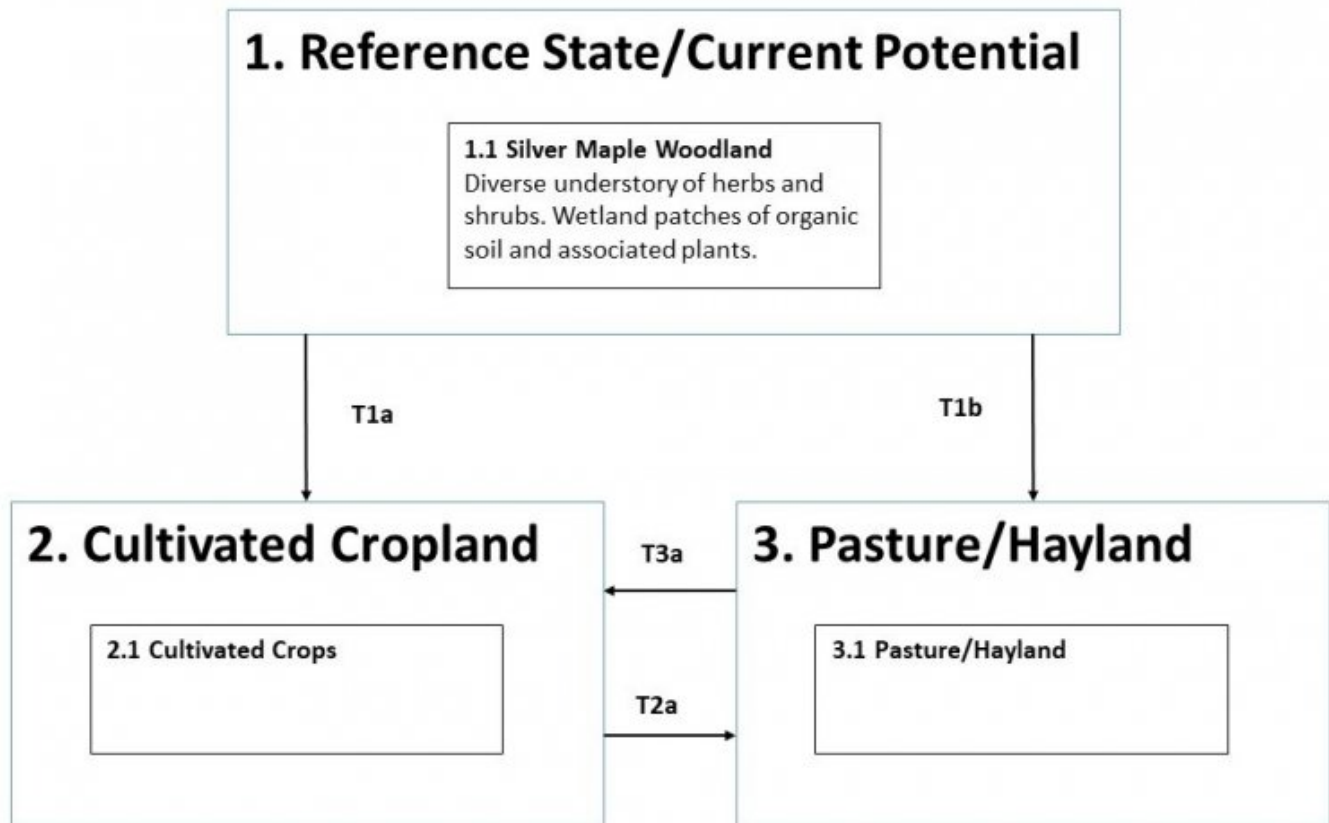 1. Reference State/Current Potential
1.1 Silver Maple Woodland
Diverse understory of herbs and
shrubs. Wetland patches of organic
soil and associated plants.
T1a
T1b
2. Cultivated Cropland
T3a
3. Pasture/Hayland
2.1 Cultivated Crops
3.1 Pasture/Hayland
T2a